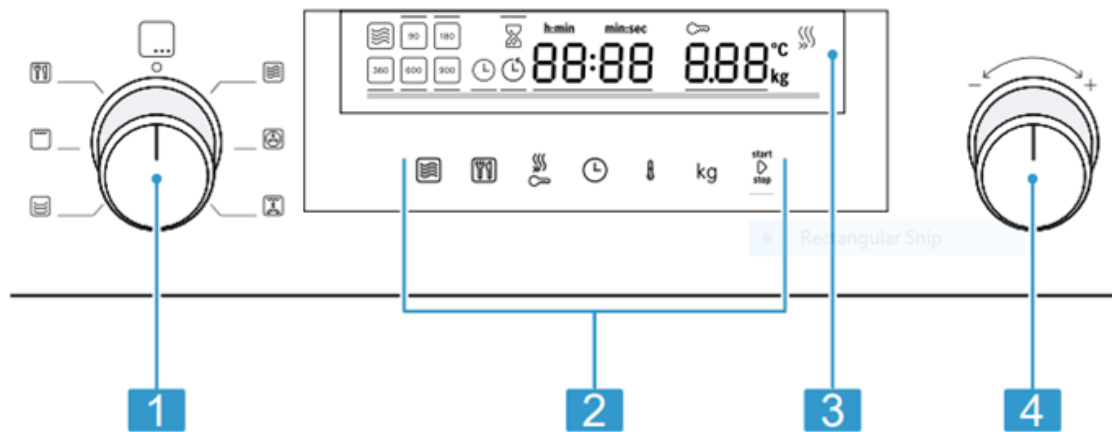 h:min min:sec
90 180
88:88 8.88 °C
360 600 900 kg
− +
start
kg
stop
Rectangular Snip
1 2 3 4